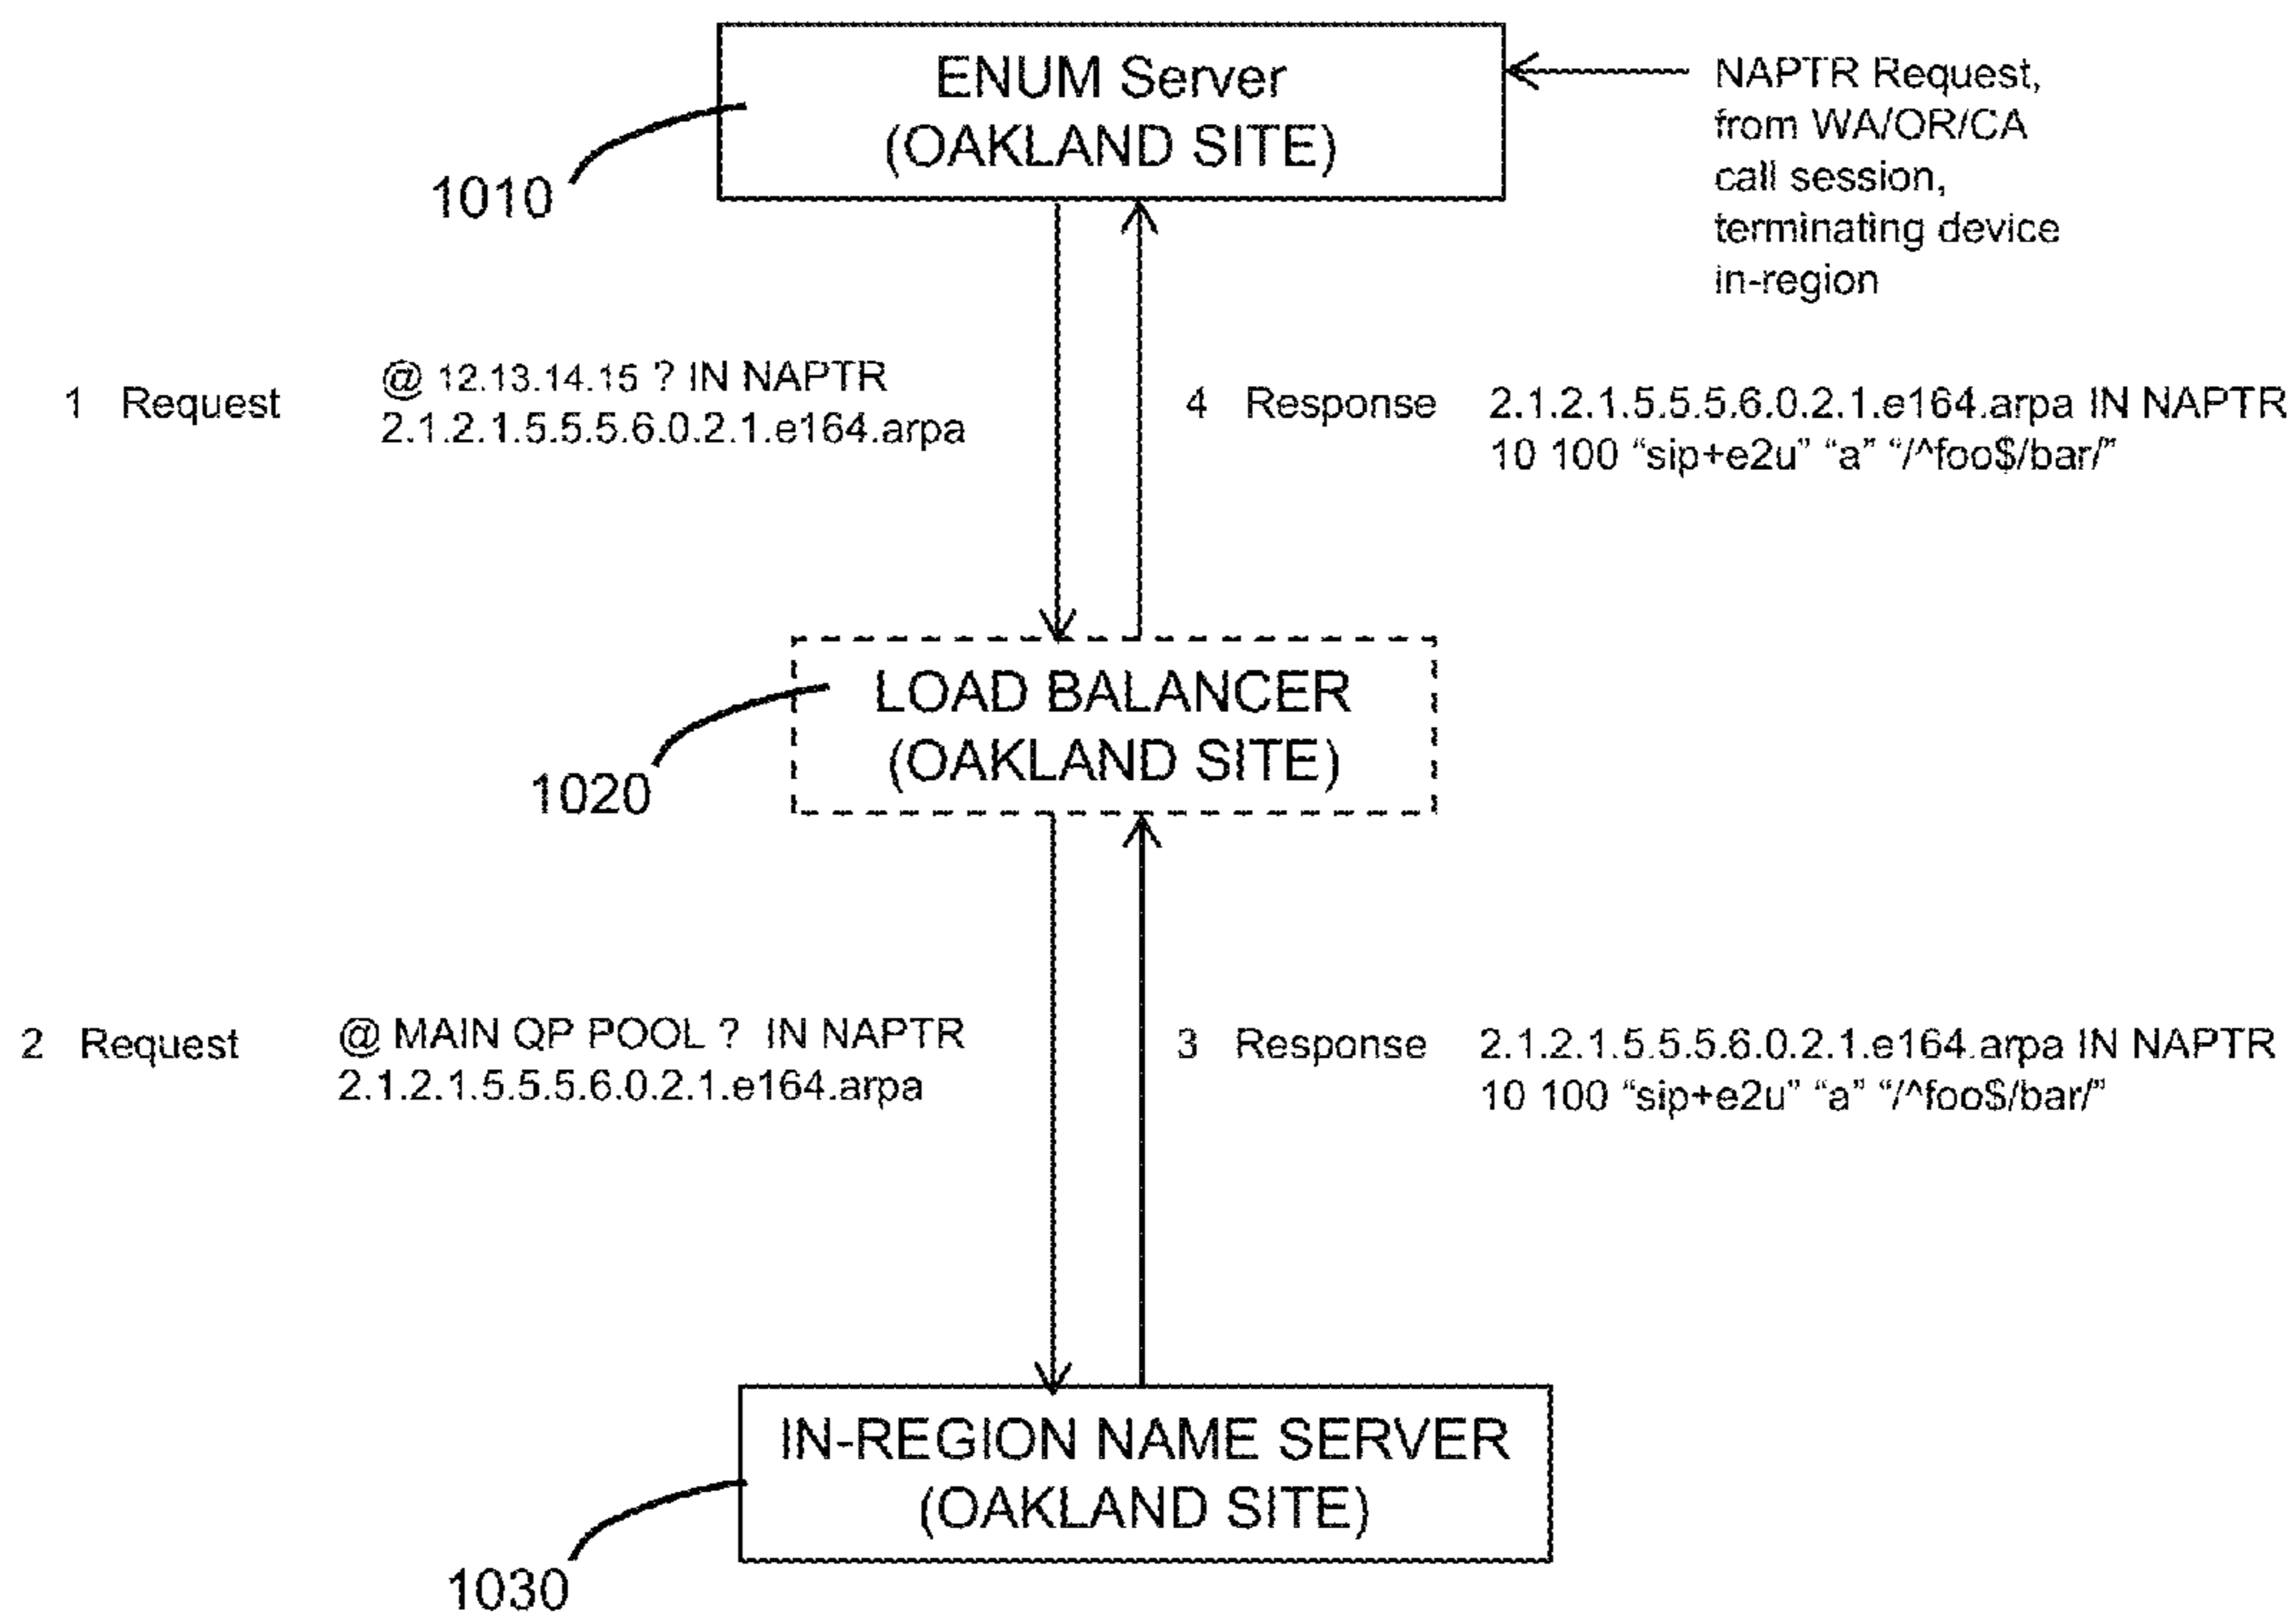 ENUM Server
(OAKLAND SITE)
1010
NAPTR Request,
from WA/OR/CA
call session,
terminating device
in-region
1 Request
@ 12.13.14.15 ? IN NAPTR
2.1.2.1.5.5.5.6.0.2.1.e164.arpa
4 Response
2.1.2.1.5.5.5.6.0.2.1.e164.arpa IN NAPTR
10 100 “sip+e2u” “a” “/^foo$/bar/”
LOAD BALANCER
(OAKLAND SITE)
1020
2 Request
@ MAIN QP POOL ? IN NAPTR
2.1.2.1.5.5.5.6.0.2.1.e164.arpa
3 Response
2.1.2.1.5.5.5.6.0.2.1.e164.arpa IN NAPTR
10 100 “sip+e2u” “a” “/^foo$/bar/”
IN-REGION NAME SERVER
(OAKLAND SITE)
1030